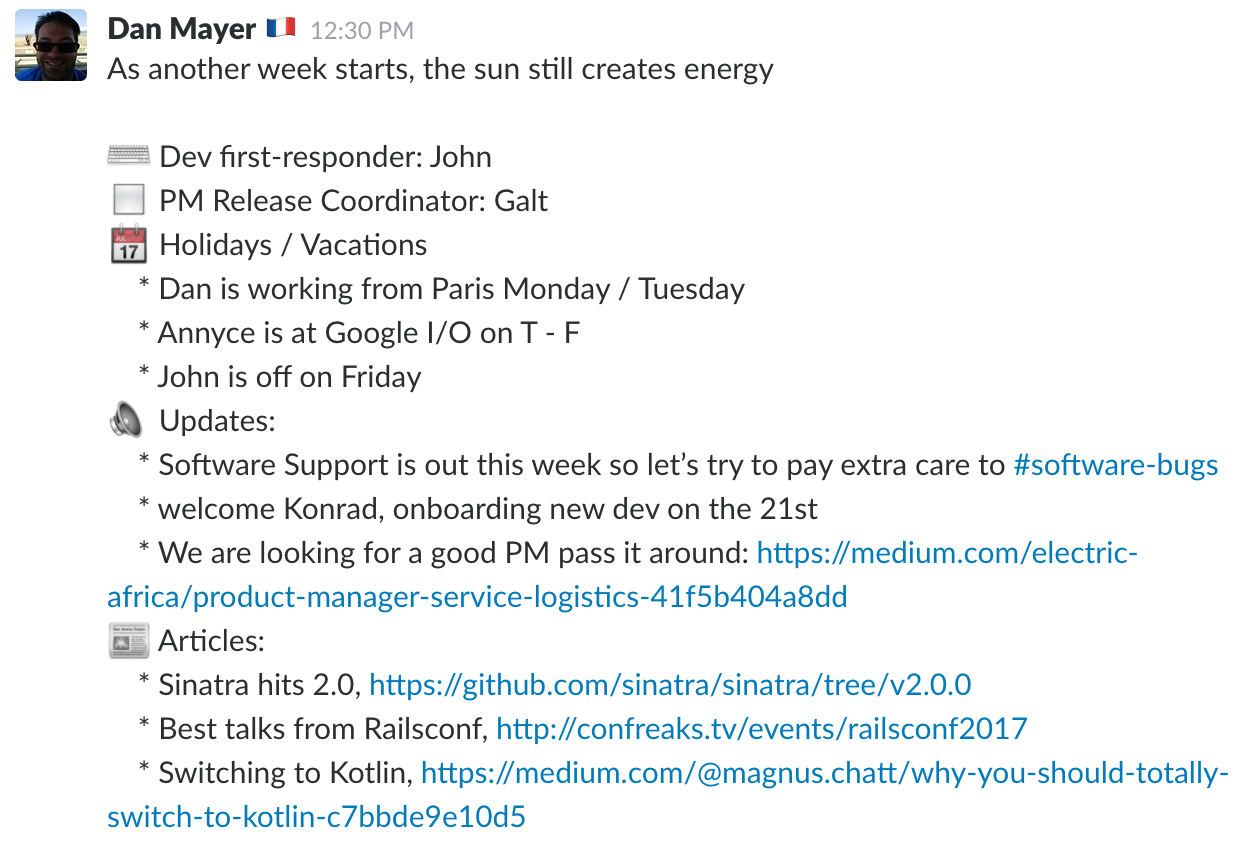 Dan Mayer 12:30 PM
As another week starts, the sun still creates energy
Dev first-responder: John
PM Release Coordinator: Galt
JUL
17
Holidays / Vacations
* Dan is working from Paris Monday / Tuesday
* Annyce is at Google I/O on T - F
* John is off on Friday
Updates:
* Software Support is out this week so let’s try to pay extra care to #software-bugs
* welcome Konrad, onboarding new dev on the 21st
* We are looking for a good PM pass it around: https://medium.com/electric-
africa/product-manager-service-logistics-41f5b404a8dd
Articles:
* Sinatra hits 2.0, https://github.com/sinatra/sinatra/tree/v2.0.0
* Best talks from Railsconf, http://confreaks.tv/events/railsconf2017
* Switching to Kotlin, https://medium.com/@magnus.chatt/why-you-should-totally-
switch-to-kotlin-c7bbde9e10d5